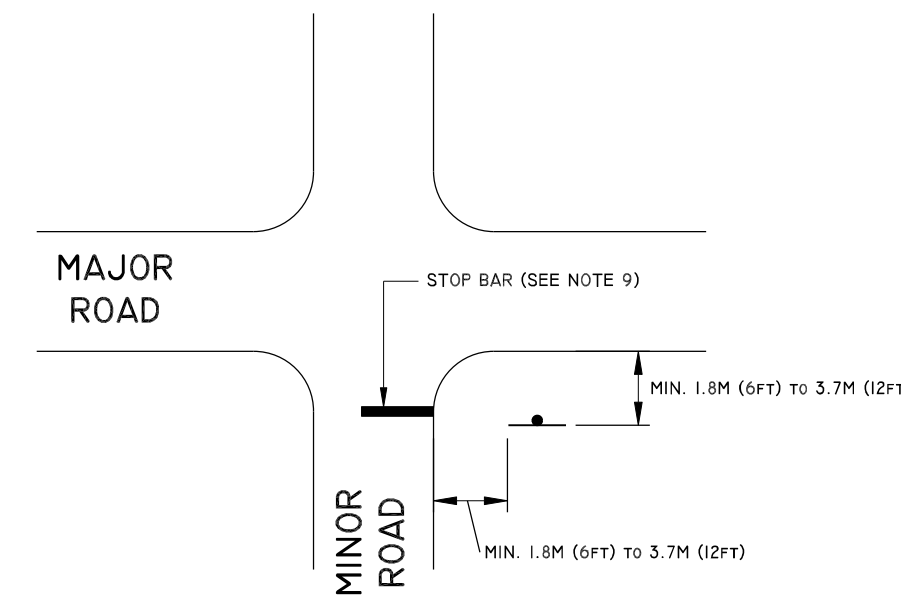 MAJOR
ROAD
STOP BAR (SEE NOTE 9)
MIN. 1.8M (6FT) TO 3.7M (12FT
MINOR
ROAD
MIN. 1.8M (6FT) TO 3.7M (12FT)